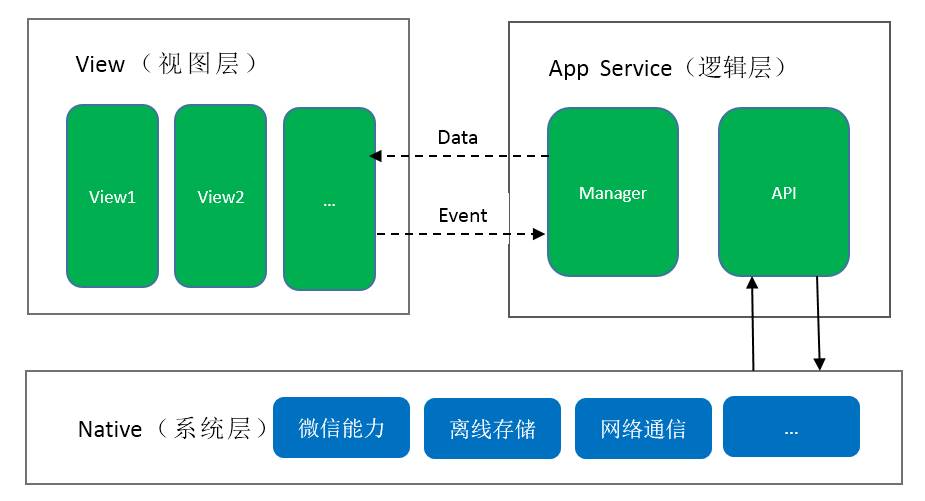 View（视图层）
View1
View2
...
App Service（逻辑层）
Manager
API
Data
Event
Native（系统层）
微信能力
离线存储
网络通信
...